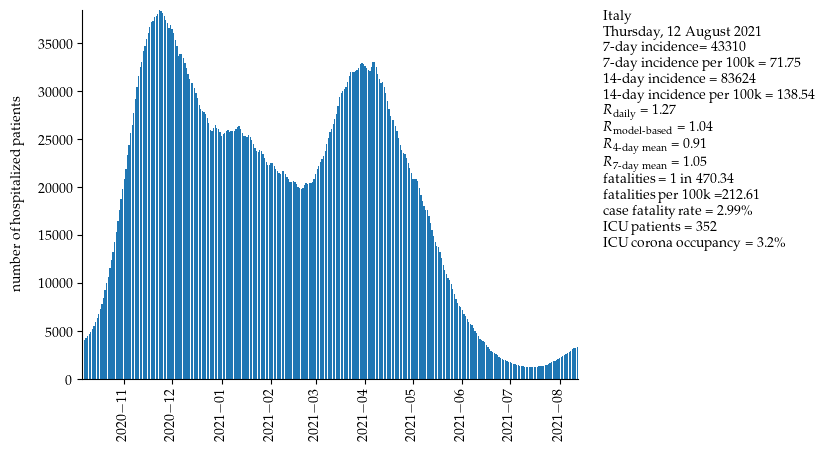 number of hospitalized patients
35000
30000
25000
20000
15000
10000
5000
0
2020−11
2020−12
2021−01
2021−02
2021−03
2021−04
2021−05
2021−06
2021−07
2021−08
Italy
Thursday, 12 August 2021
7-day incidence= 43310
7-day incidence per 100k = 71.75
14-day incidence = 83624
14-day incidence per 100k = 138.54
R_daily = 1.27
R_model-based = 1.04
R_4-day mean = 0.91
R_7-day mean = 1.05
fatalities = 1 in 470.34
fatalities per 100k =212.61
case fatality rate = 2.99%
ICU patients = 352
ICU corona occupancy = 3.2%